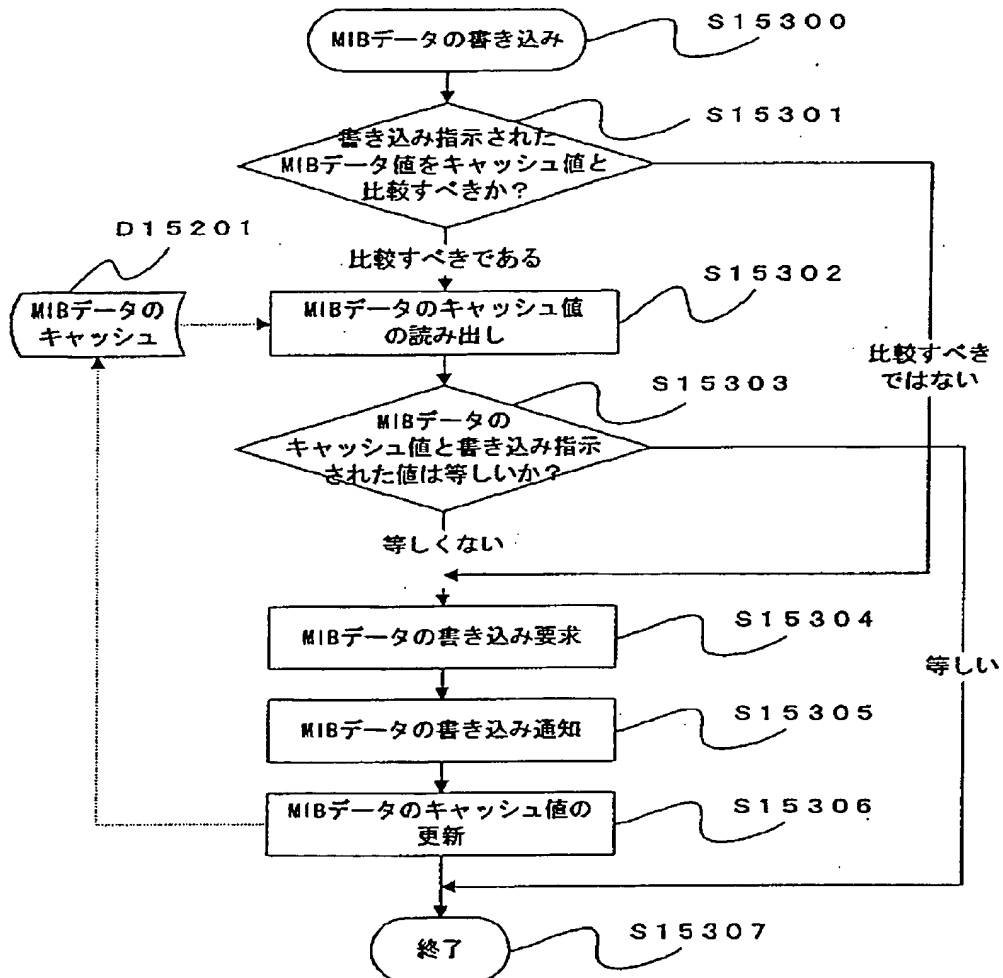 MIBデータの書き込み
S15300
S15301
書き込み指示された
MIBデータ値をキャッシュ値と
比較すべきか?
D15201
比較すべきである
S15302
MIBデータの
キャッシュ
MIBデータのキャッシュ値
の読み出し
比較すべき
ではない
S15303
MIBデータの
キャッシュ値と書き込み指示
された値は等しいか?
等しくない
S15304
MIBデータの書き込み要求
等しい
S15305
MIBデータの書き込み通知
S15306
MIBデータのキャッシュ値の
更新
S15307
終了